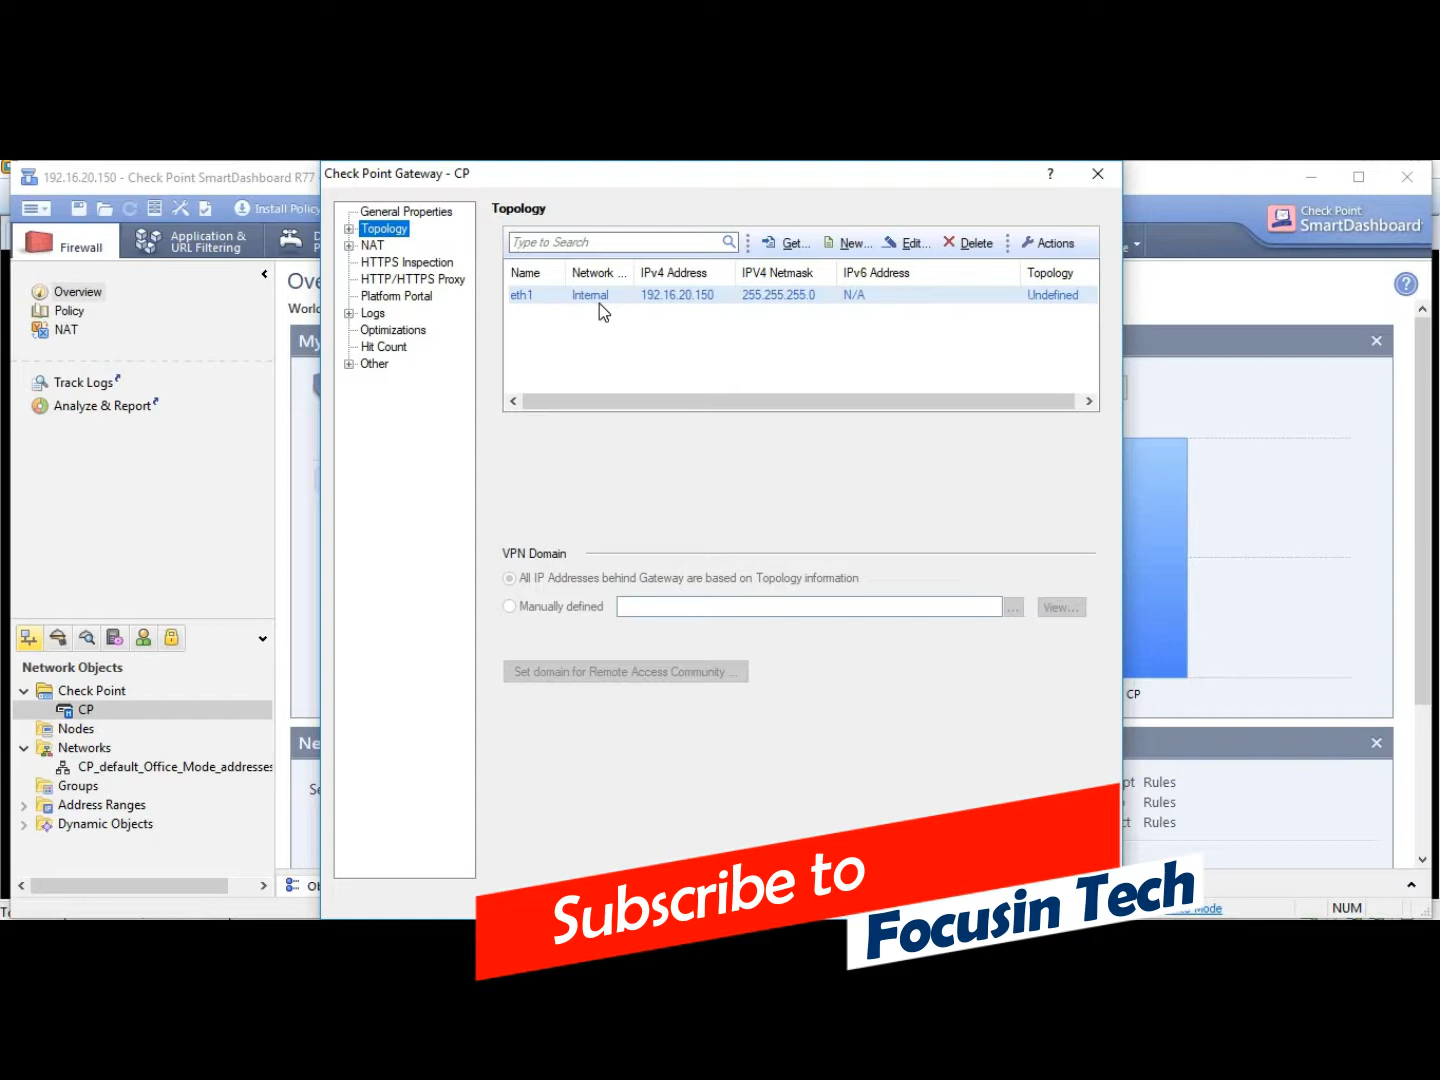 192.16.20.150 - Check Point SmartDashboard R77
Check Point Gateway - CP
?
Install Policy
Check Point
SmartDashboard
Firewall
Application &
URL Filtering
Overview
Policy
NAT
Track Logs
Analyze & Report
General Properties
Topology
NAT
HTTPS Inspection
HTTP/HTTPS Proxy
Platform Portal
Logs
Optimizations
Hit Count
Other
Topology
Type to Search
Get...
New...
Edit...
Delete
Actions
Name Network ... IPv4 Address IPV4 Netmask IPv6 Address Topology
eth1 Internal 192.16.20.150 255.255.255.0 N/A Undefined
VPN Domain
All IP Addresses behind Gateway are based on Topology information
Manually defined
...
View...
Set domain for Remote Access Community ...
Network Objects
Check Point
CP
Nodes
Networks
CP_default_Office_Mode_addresses
Groups
Address Ranges
Dynamic Objects
CP
Rules
Rules
Rules
Mode
NUM
Subscribe to
Focusin Tech